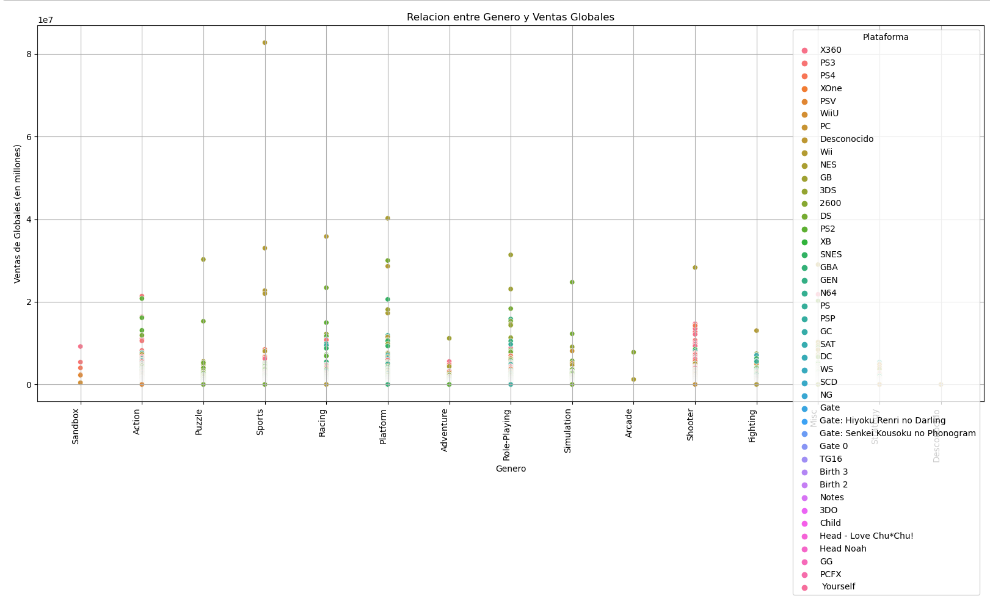 Relacion entre Genero y Ventas Globales
1e7
8
6
4
2
0
Ventas de Globales (en millones)
Sandbox
Action
Puzzle
Sports
Racing
Platform
Adventure
Role-Playing
Simulation
Arcade
Shooter
Fighting
Misc
Genero
Plataforma
X360
PS3
PS4
XOne
PSV
WiiU
PC
Desconocido
Wii
NES
GB
3DS
2600
DS
PS2
XB
SNES
GBA
GEN
N64
PS
PSP
GC
SAT
DC
WS
SCD
NG
Gate
Gate: Hiyoku Renri no Darling
Gate: Senkei Kousoku no Phonogram
Gate 0
TG16
Birth 3
Birth 2
Notes
3DO
Child
Head - Love Chu*Chu!
Head Noah
GG
PCFX
Yourself